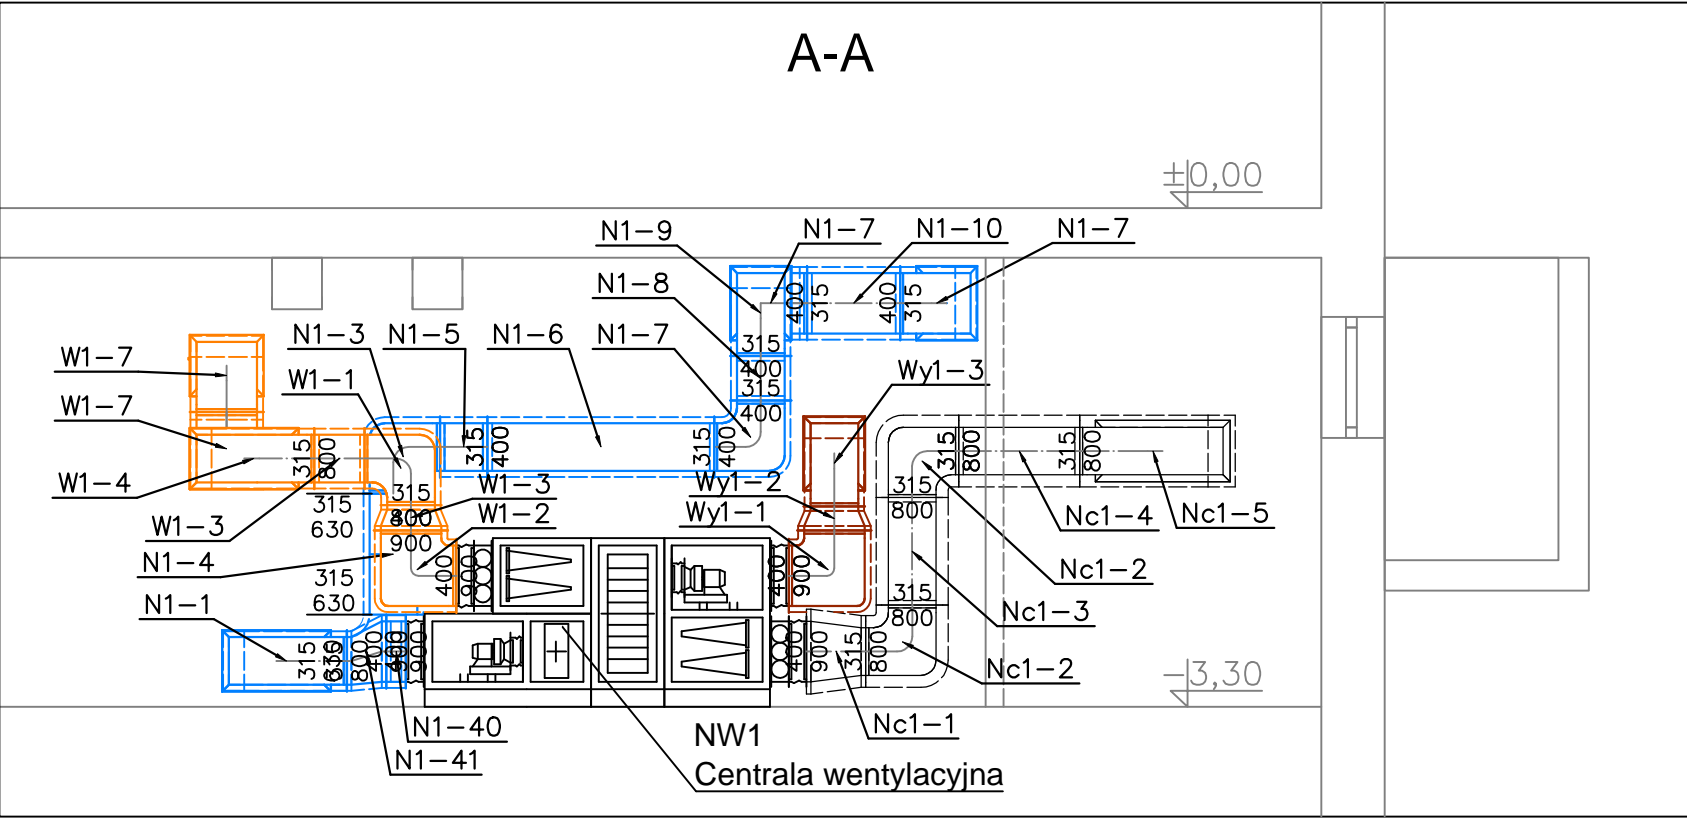 A-A
±0,00
N1-9
N1-7
N1-10
N1-7
N1-8
400
315
400
315
N1-3
N1-5
N1-6
N1-7
315
400
315
400
W1-7
W1-1
Wy1-3
W1-7
315
800
315
400
315
400
315
800
315
800
W1-4
W1-3
315
630
315
800
900
W1-3
W1-2
Wy1-2
Wy1-1
315
800
Nc1-4
Nc1-5
N1-4
400
900
400
900
Nc1-2
315
630
315
800
Nc1-3
N1-1
315
630
800
400
900
900
400
900
315
800
Nc1-2
-3,30
N1-40
N1-41
NW1
Centrala wentylacyjna
Nc1-1